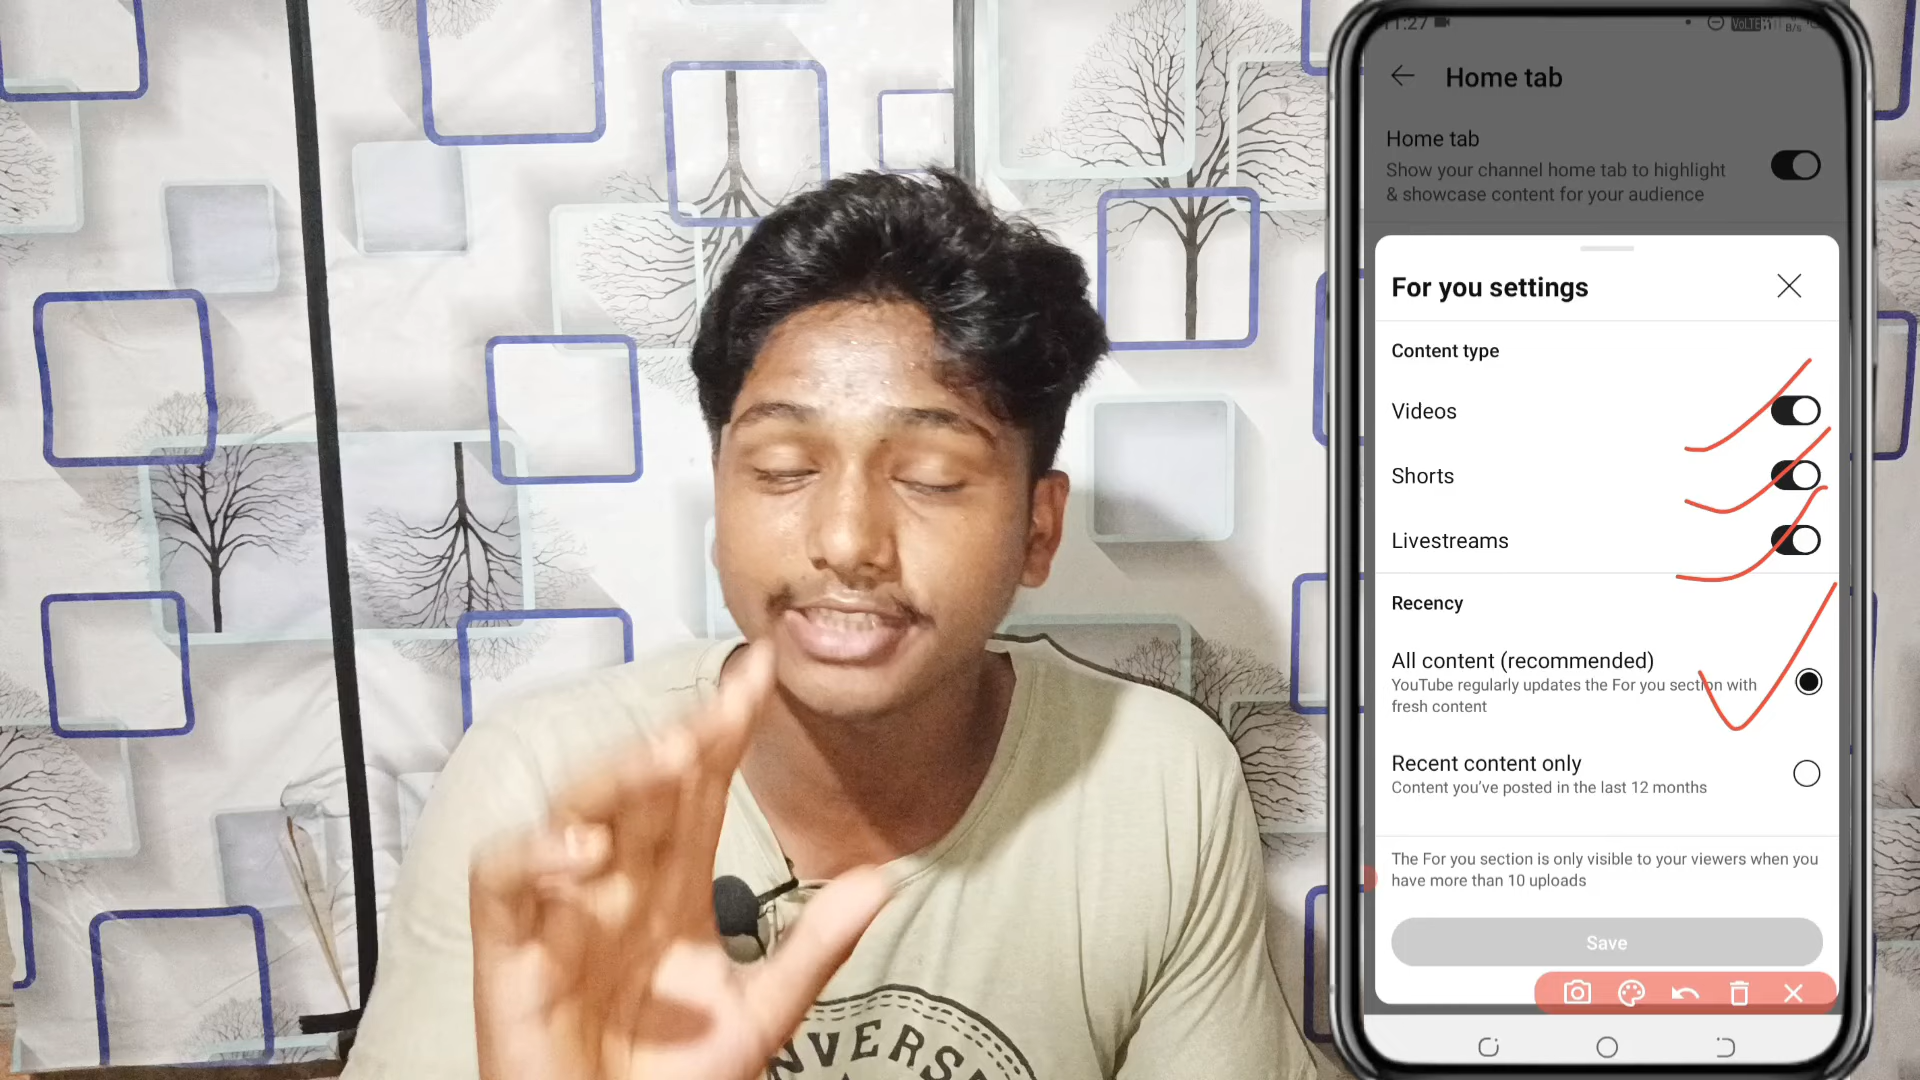 11:27
VoLTE
B/s
Home tab
Home tab
Show your channel home tab to highlight
& showcase content for your audience
For you settings
Content type
Videos
Shorts
Livestreams
Recency
All content (recommended)
YouTube regularly updates the For you section with
fresh content
Recent content only
Content you've posted in the last 12 months
The For you section is only visible to your viewers when you
have more than 10 uploads
Save